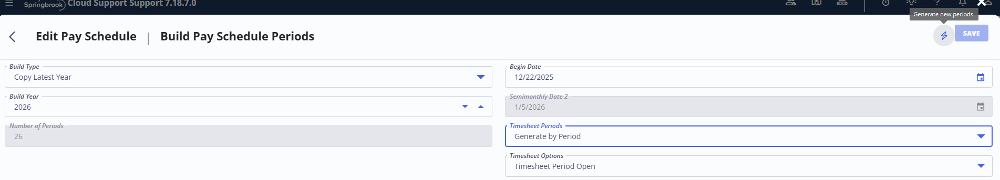 Springbrook
Cloud Support Support 7.18.7.0
?
Generate new periods.
Edit Pay Schedule | Build Pay Schedule Periods
SAVE
Build Type
Copy Latest Year
Begin Date
12/22/2025
Build Year
2026
Semimonthly Date 2
1/5/2026
Number of Periods
26
Timesheet Periods
Generate by Period
Timesheet Options
Timesheet Period Open